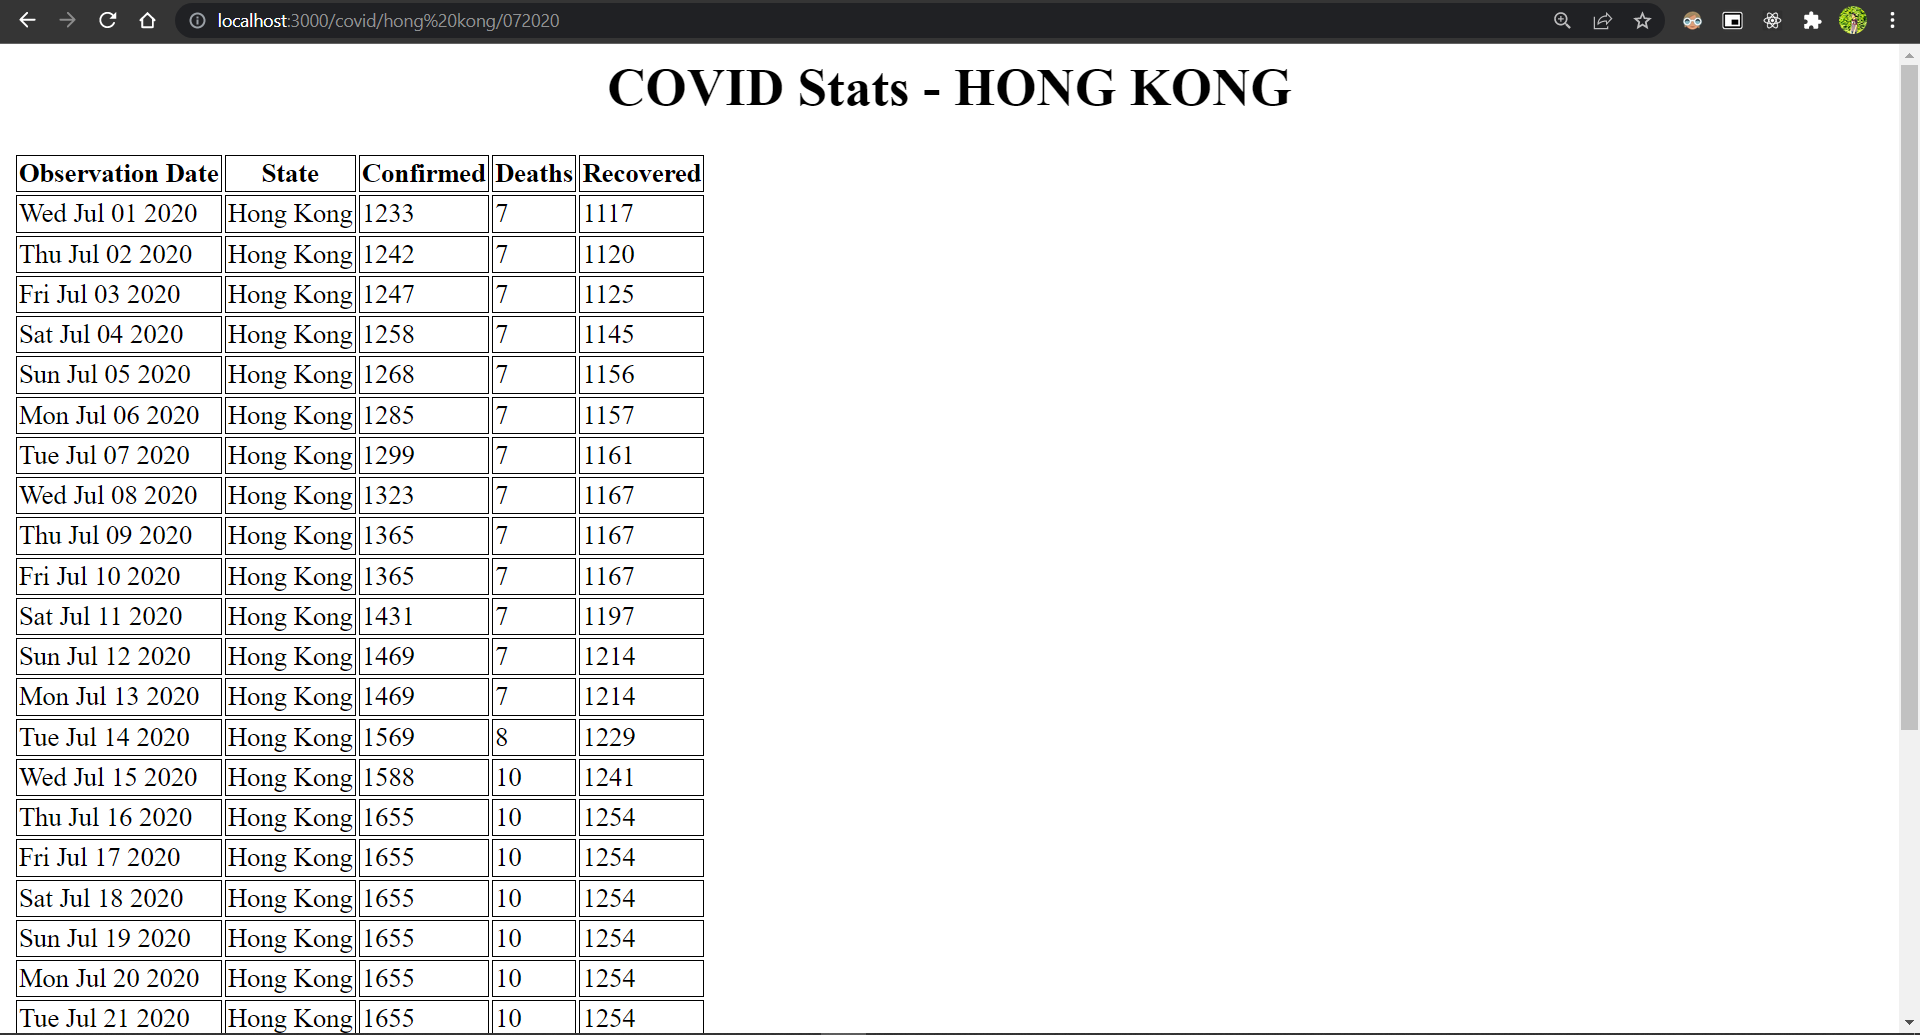 localhost:3000/covid/hong%20kong/072020
COVID Stats - HONG KONG
Observation Date State Confirmed Deaths Recovered
Wed Jul 01 2020 Hong Kong 1233 7 1117
Thu Jul 02 2020 Hong Kong 1242 7 1120
Fri Jul 03 2020 Hong Kong 1247 7 1125
Sat Jul 04 2020 Hong Kong 1258 7 1145
Sun Jul 05 2020 Hong Kong 1268 7 1156
Mon Jul 06 2020 Hong Kong 1285 7 1157
Tue Jul 07 2020 Hong Kong 1299 7 1161
Wed Jul 08 2020 Hong Kong 1323 7 1167
Thu Jul 09 2020 Hong Kong 1365 7 1167
Fri Jul 10 2020 Hong Kong 1365 7 1167
Sat Jul 11 2020 Hong Kong 1431 7 1197
Sun Jul 12 2020 Hong Kong 1469 7 1214
Mon Jul 13 2020 Hong Kong 1469 7 1214
Tue Jul 14 2020 Hong Kong 1569 8 1229
Wed Jul 15 2020 Hong Kong 1588 10 1241
Thu Jul 16 2020 Hong Kong 1655 10 1254
Fri Jul 17 2020 Hong Kong 1655 10 1254
Sat Jul 18 2020 Hong Kong 1655 10 1254
Sun Jul 19 2020 Hong Kong 1655 10 1254
Mon Jul 20 2020 Hong Kong 1655 10 1254
Tue Jul 21 2020 Hong Kong 1655 10 1254